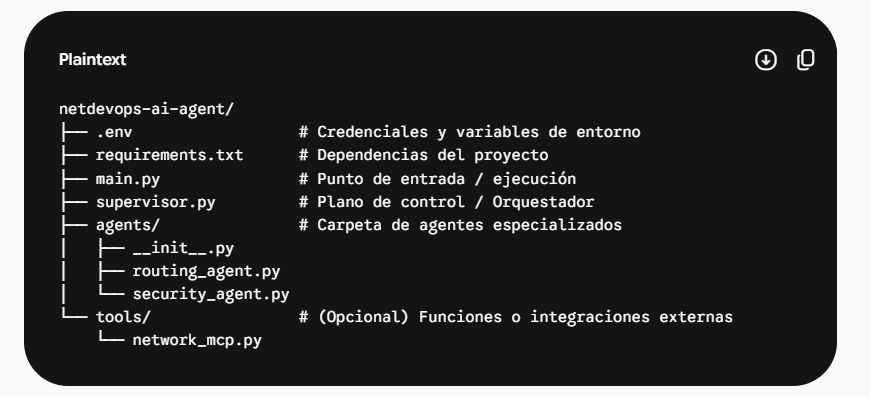 Plaintext
netdevops-ai-agent/
├── .env                  # Credenciales y variables de entorno
├── requirements.txt      # Dependencias del proyecto
├── main.py               # Punto de entrada / ejecución
├── supervisor.py         # Plano de control / Orquestador
├── agents/               # Carpeta de agentes especializados
│   ├── __init__.py
│   ├── routing_agent.py
│   └── security_agent.py
└── tools/                # (Opcional) Funciones o integraciones externas
    └── network_mcp.py